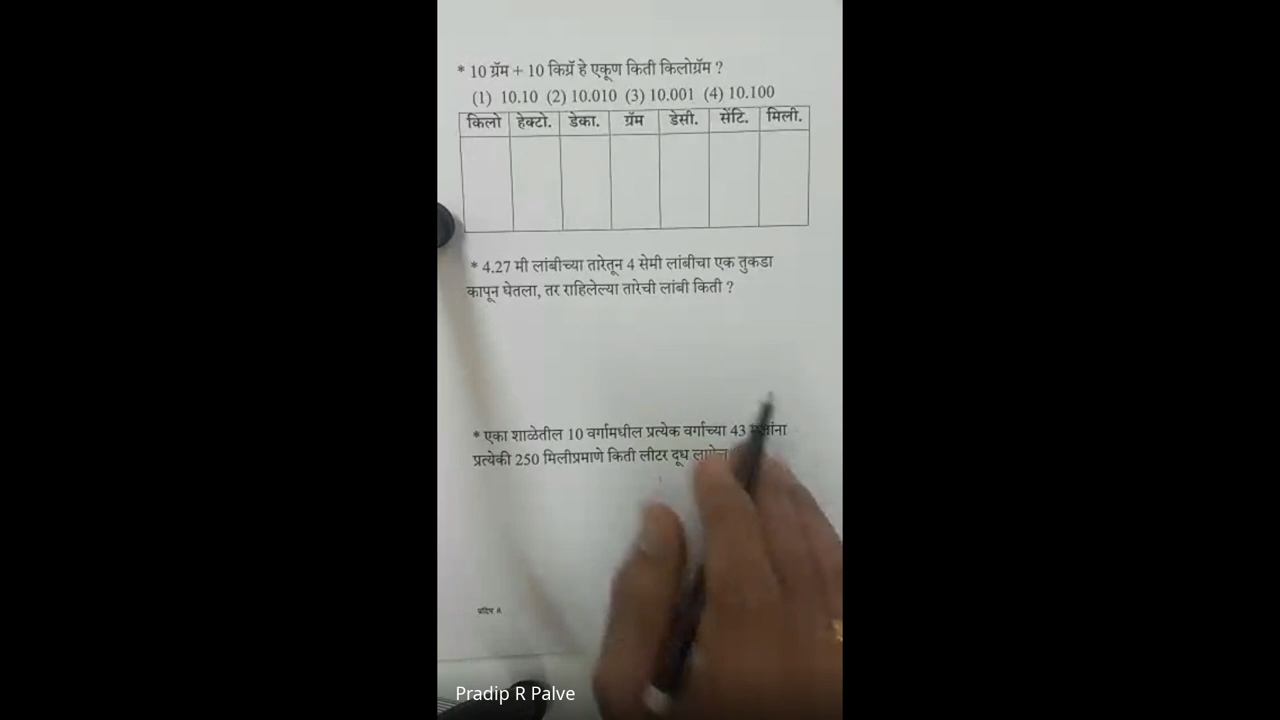 * 10 ग्रॅम + 10 किग्रॅ हे एकूण किती किलोग्रॅम ?
(1) 10.10 (2) 10.010 (3) 10.001 (4) 10.100
किलो हेक्टो. डेका. ग्रॅम डेसी. सेंटि. मिली.
* 4.27 मी लांबीच्या तारेतून 4 सेमी लांबीचा एक तुकडा
कापून घेतला, तर राहिलेल्या तारेची लांबी किती ?
* एका शाळेतील 10 वर्गामधील प्रत्येक वर्गाच्या 43
प्रत्येकी 250 मिलीप्रमाणे किती लीटर दूध
Pradip R Palve